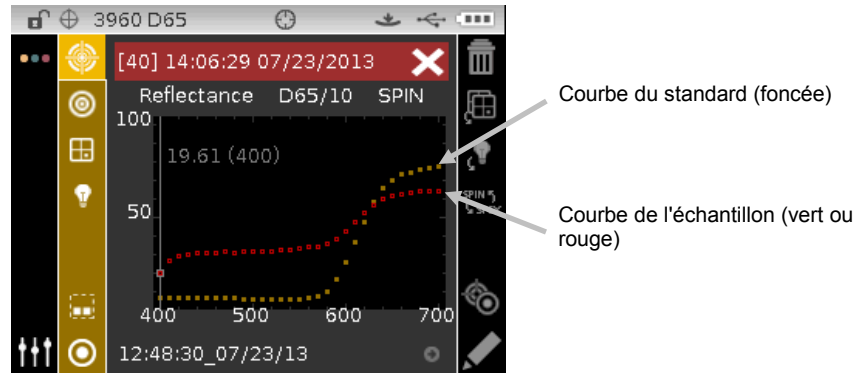 3960 D65
[40] 14:06:29 07/23/2013
Reflectance D65/10 SPIN
100
19.61 (400)
50
400 500 600 700
12:48:30_07/23/13
SPIN
SPEX
Courbe du standard (foncée)
Courbe de l'échantillon (vert ou
rouge)